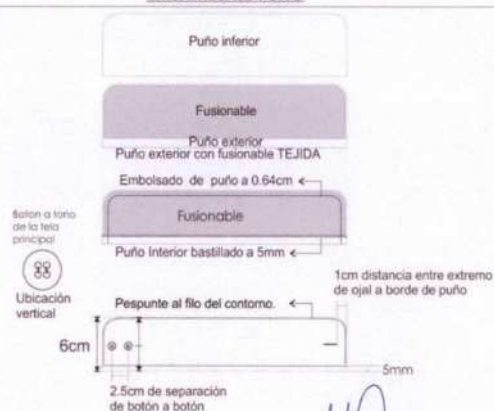 Puño inferior
Fusionable
Puño exterior
Puño exterior con fusionable TEJIDA
Embolsado de puño a 0.64cm
Fusionable
Boton a tono
de la tela
principal
Puño Interior bastillado a 5mm
Ubicación
vertical
1cm distancia entre extremo
de ojal a borde de puño
Pespunte al filo del contorno.
6cm
5mm
2.5cm de separación
de botón a botón